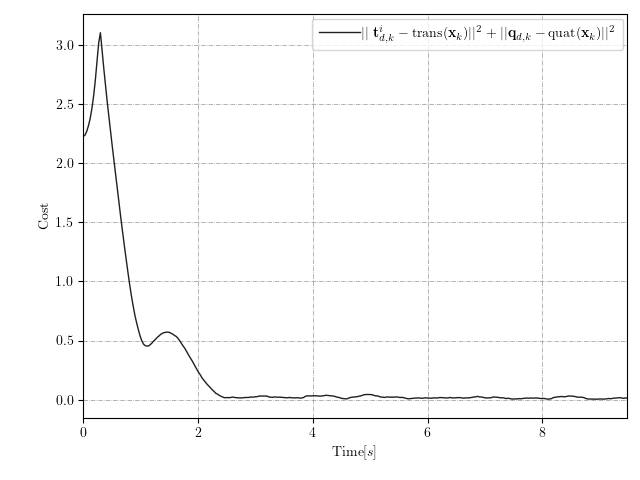 || t^i_{d,k} − trans(x_k)||² + ||q_{d,k} − quat(x_k)||²
3.0
2.5
2.0
1.5
1.0
0.5
0.0
Cost
0 2 4 6 8
Time[s]